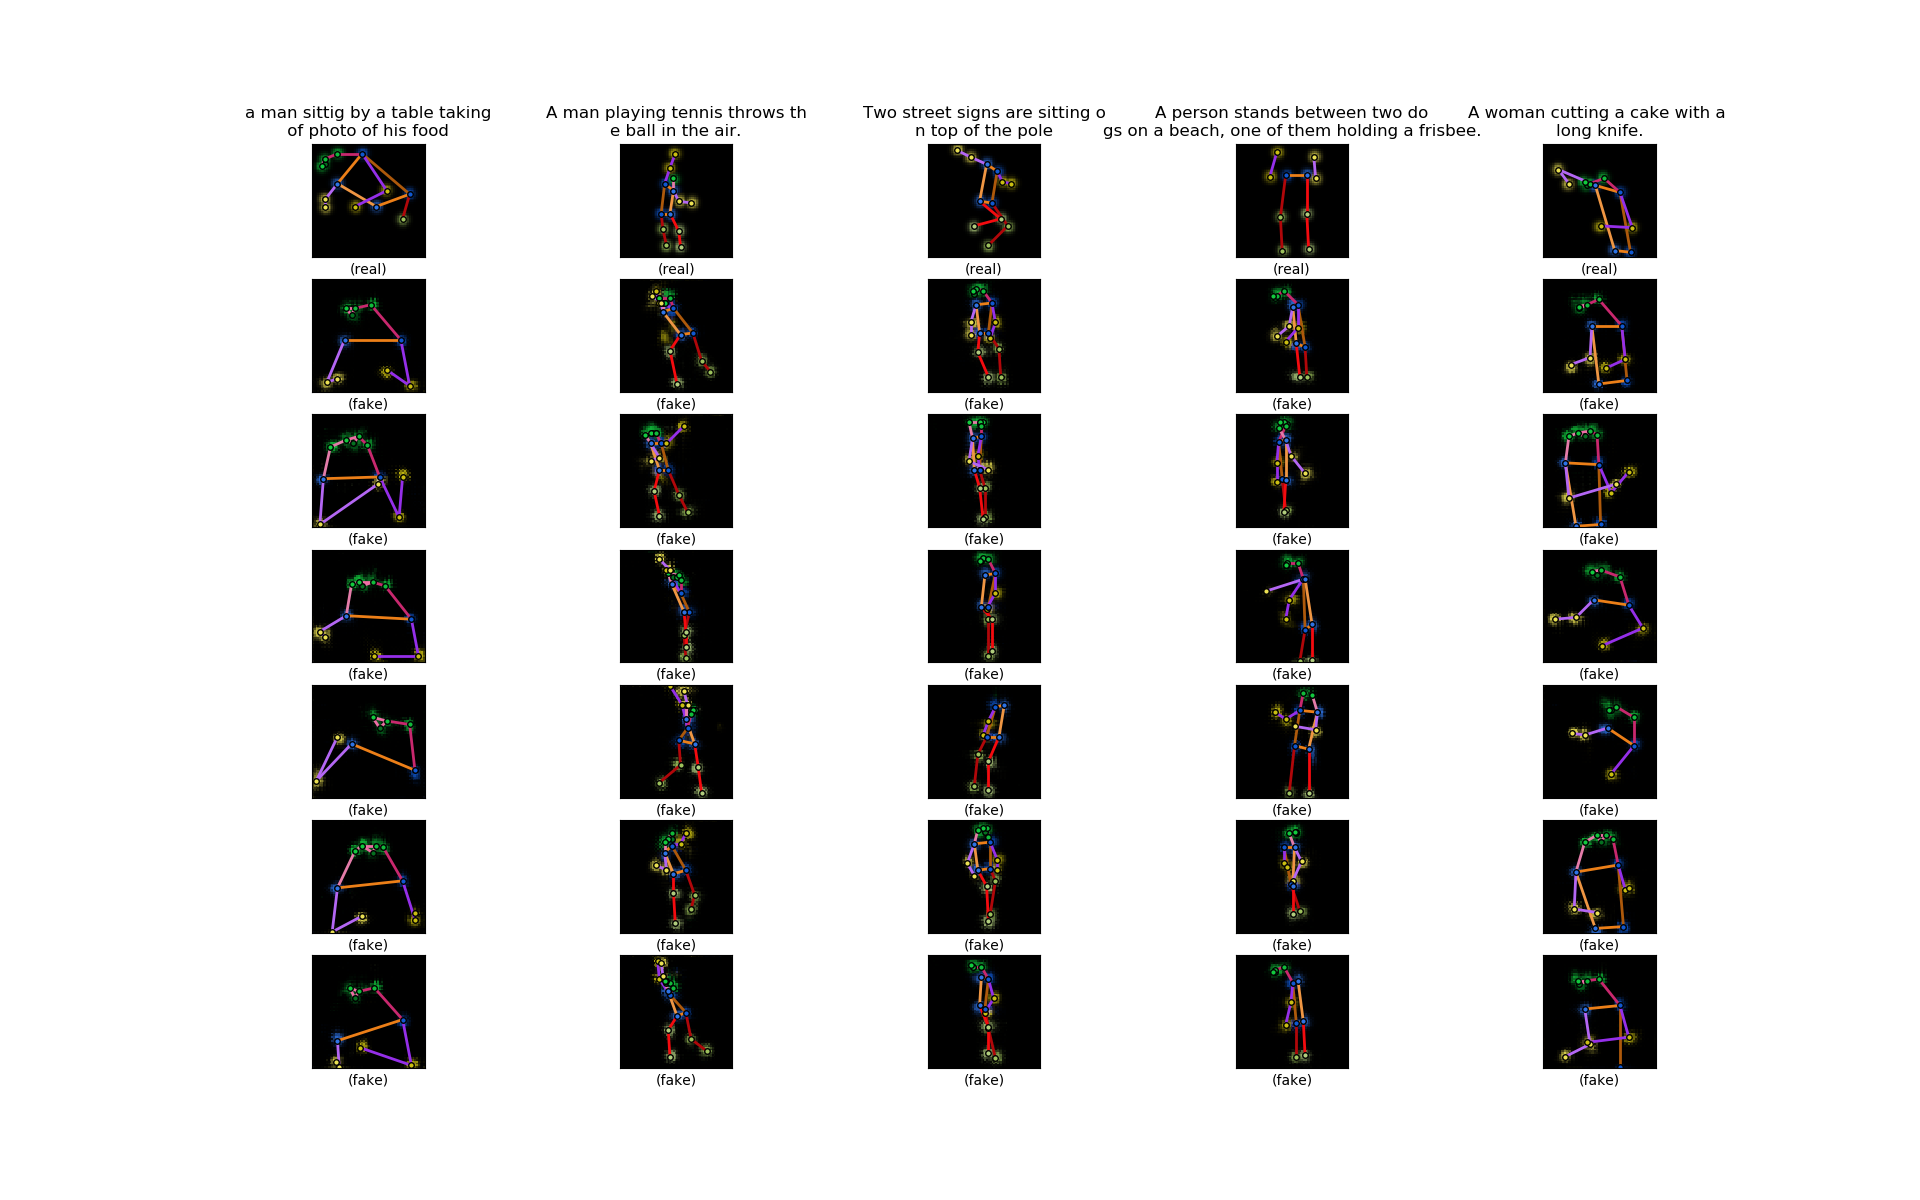 a man sittig by a table taking
of photo of his food
A man playing tennis throws th
e ball in the air.
Two street signs are sitting o
n top of the pole
A person stands between two do
gs on a beach, one of them holding a frisbee.
A woman cutting a cake with a
long knife.
(real) (real) (real) (real) (real)
(fake) (fake) (fake) (fake) (fake)
(fake) (fake) (fake) (fake) (fake)
(fake) (fake) (fake) (fake) (fake)
(fake) (fake) (fake) (fake) (fake)
(fake) (fake) (fake) (fake) (fake)
(fake) (fake) (fake) (fake) (fake)